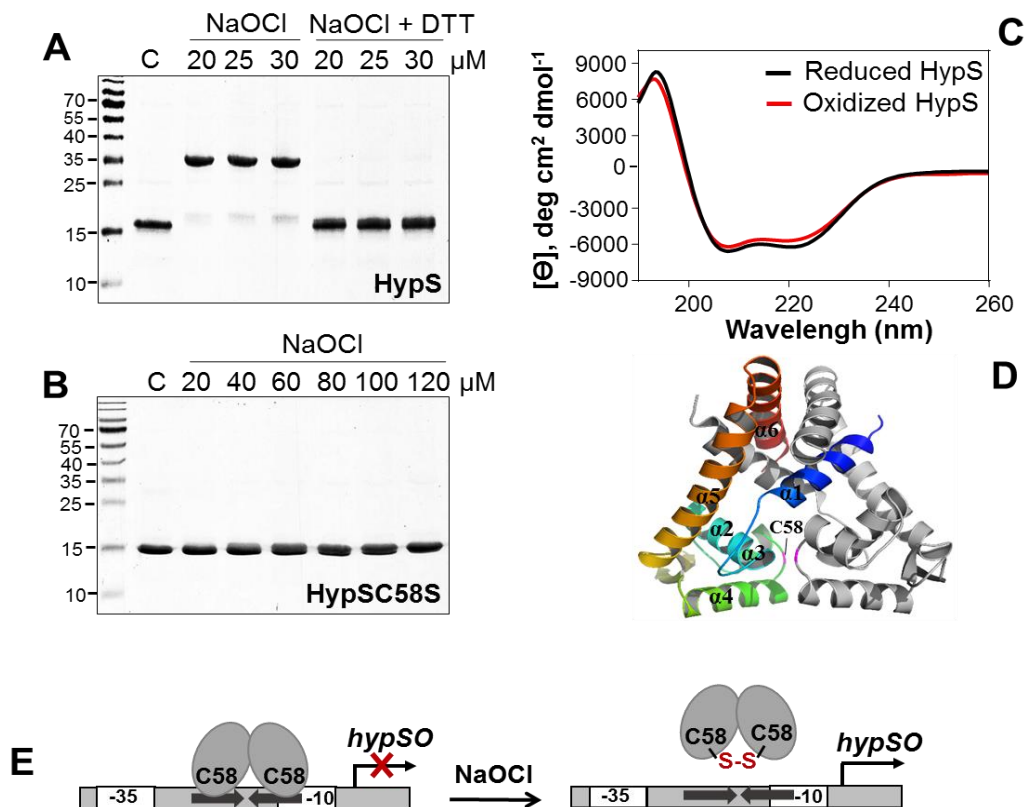 A
NaOCl NaOCl + DTT
C 20 25 30 20 25 30 µM
70
55
40
35
25
15
10
HypS
B
NaOCl
C 20 40 60 80 100 120 µM
70
55
40
35
25
15
10
HypSC58S
C
Reduced HypS
Oxidized HypS
[Θ], deg cm² dmol⁻¹
9000
6000
3000
0
-3000
-6000
-9000
200 220 240 260
Wavelengh (nm)
D
α6
α5
α1
α2
C58
α3
α4
E
hypSO
C58 C58
-35 -10
NaOCl
hypSO
C58 C58
S-S
-35 -10